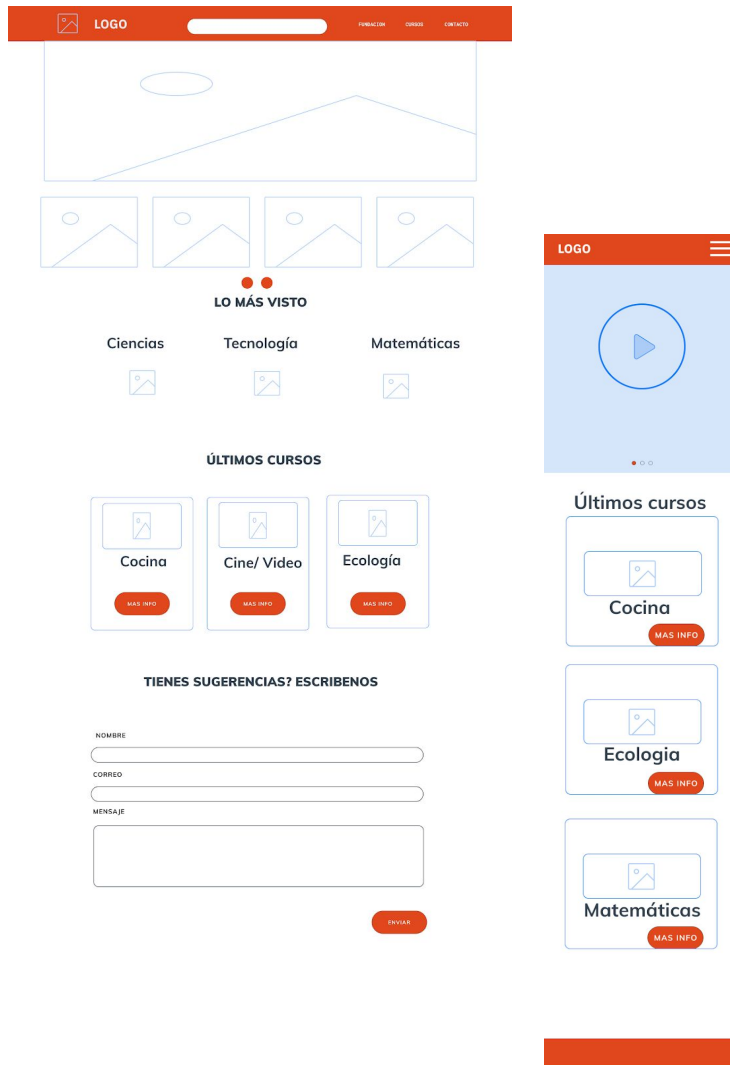 LOGO FUNDACION CURSOS CONTACTO
LO MÁS VISTO
Ciencias Tecnología Matemáticas
ÚLTIMOS CURSOS
Cocina Cine/ Video Ecología
MAS INFO MAS INFO MAS INFO
TIENES SUGERENCIAS? ESCRIBENOS
NOMBRE
CORREO
MENSAJE
ENVIAR
LOGO
Últimos cursos
Cocina
MAS INFO
Ecologia
MAS INFO
Matemáticas
MAS INFO